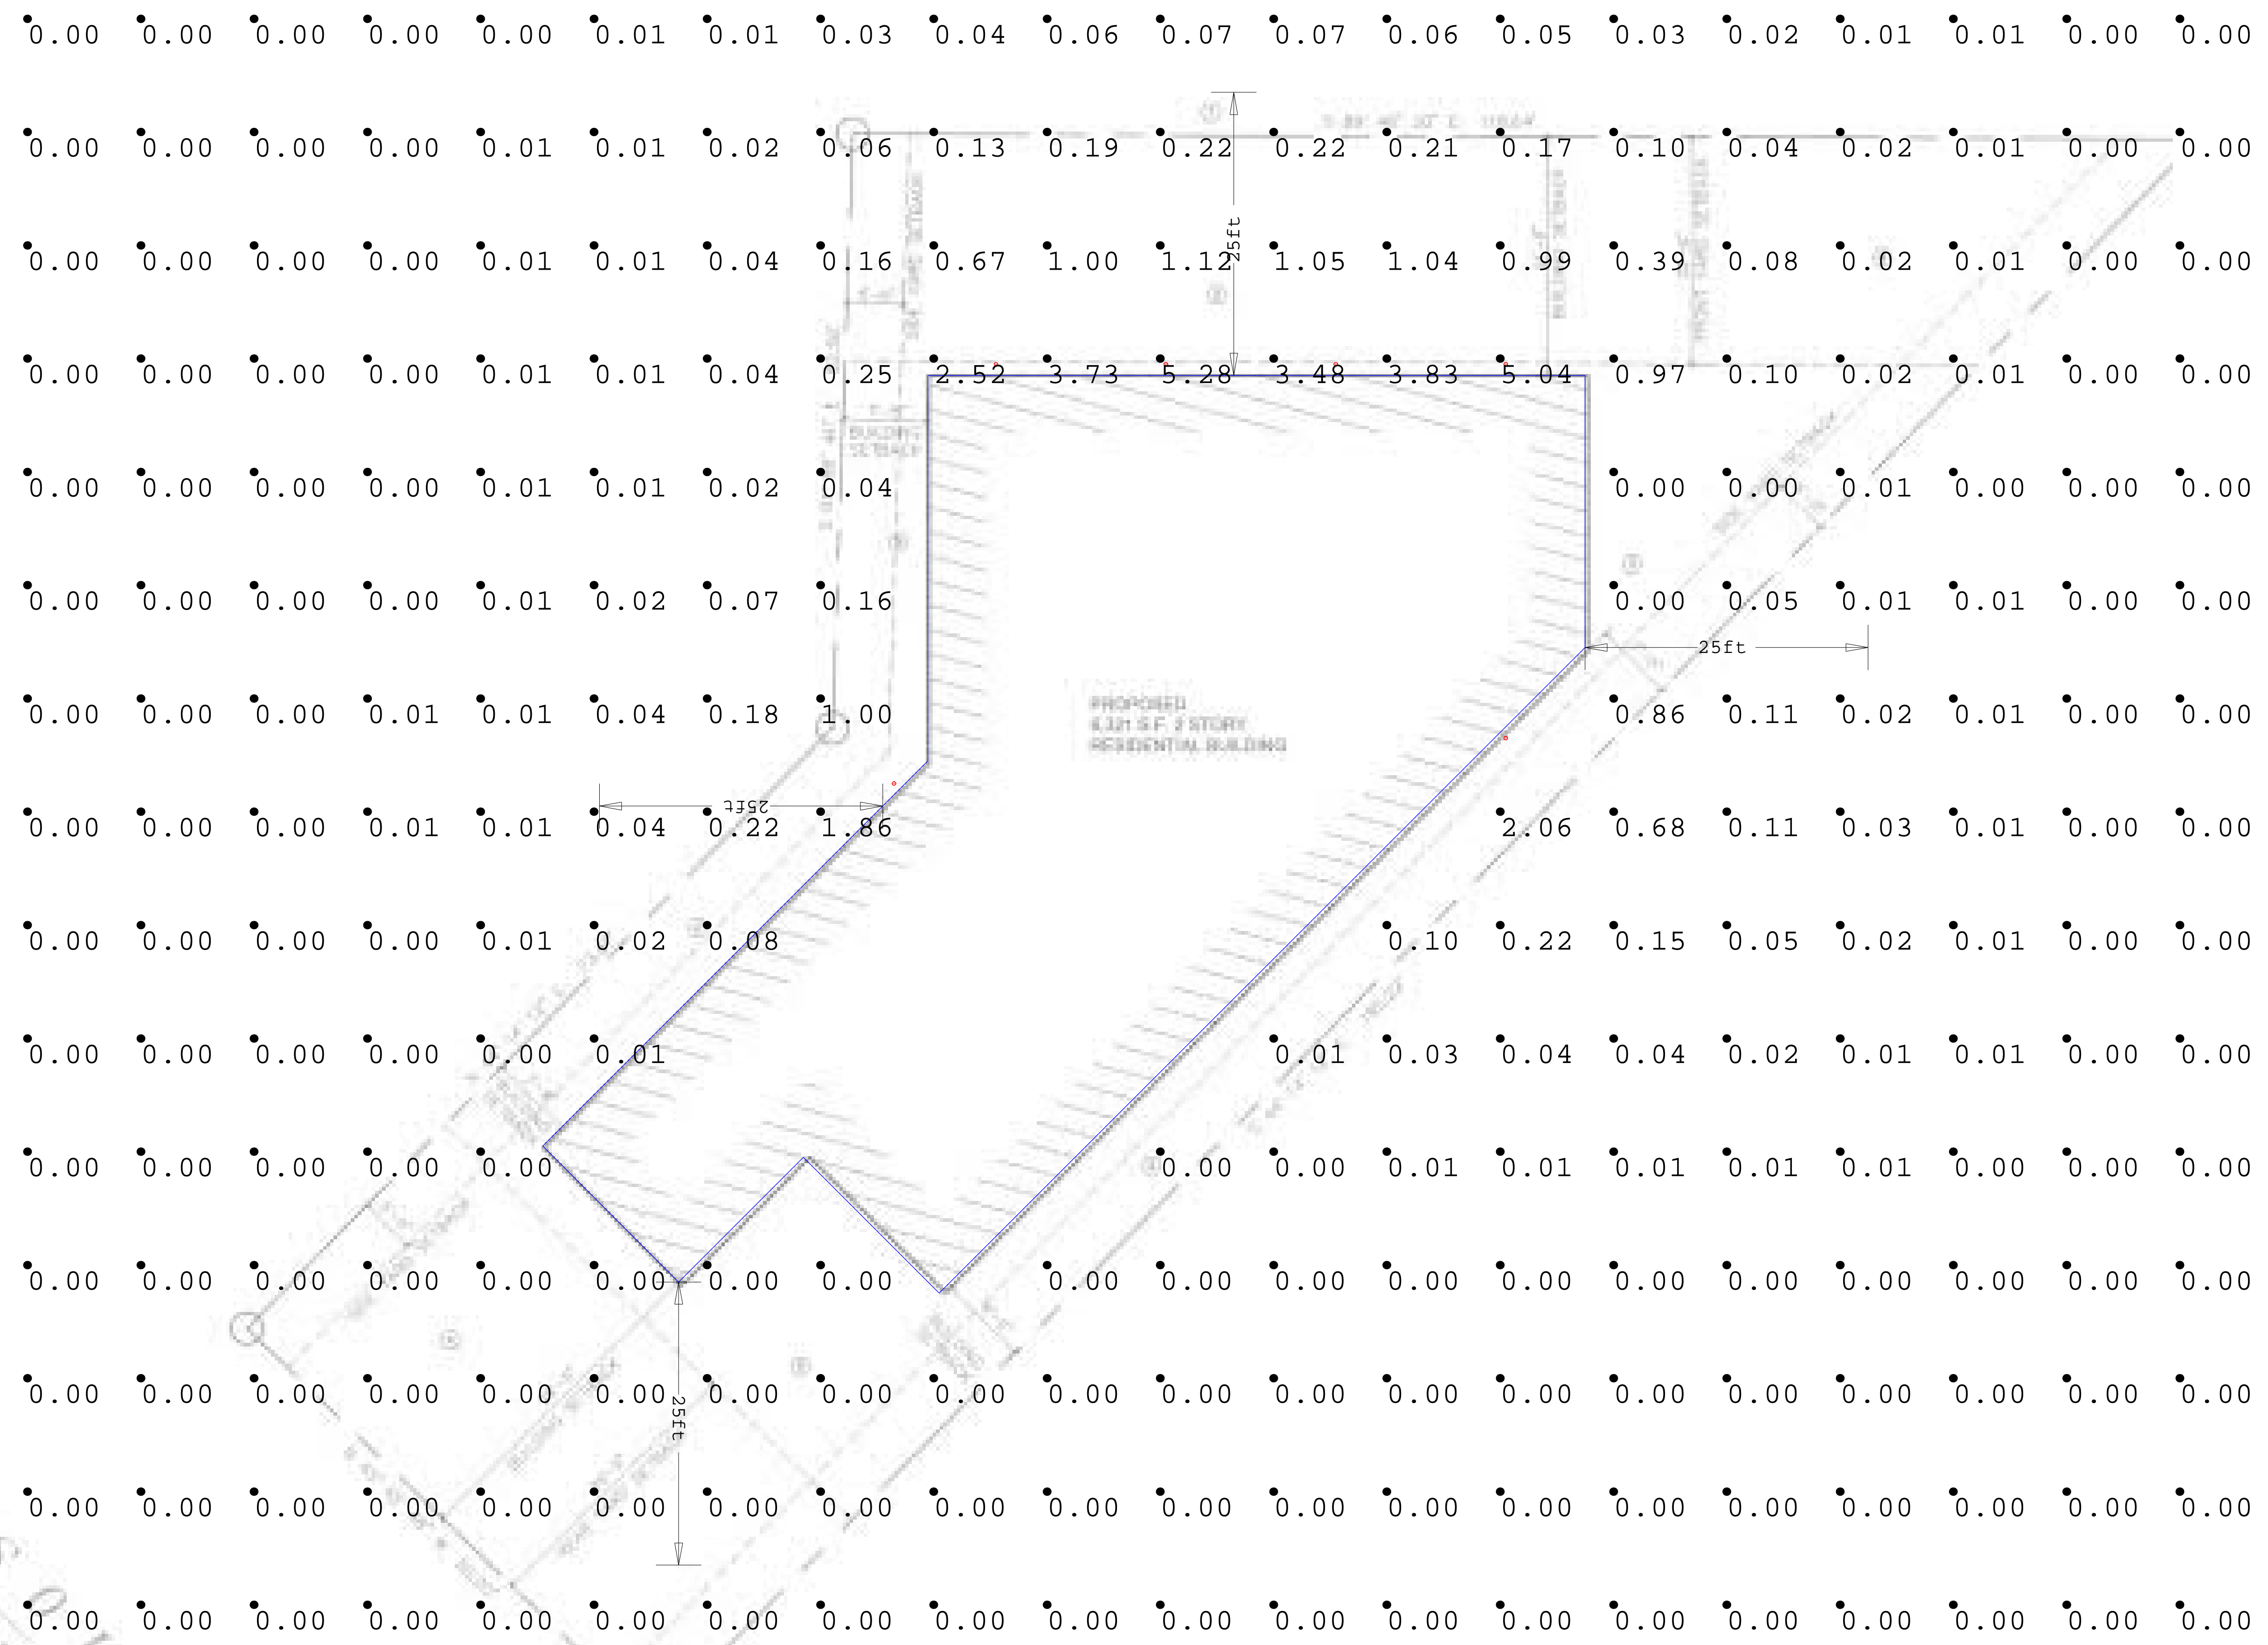 0.00 0.00 0.00 0.00 0.00 0.01 0.01 0.03 0.04 0.06 0.07 0.07 0.06 0.05 0.03 0.02 0.01 0.01 0.00 0.00
0.00 0.00 0.00 0.00 0.01 0.01 0.02 0.06 0.13 0.19 0.22 0.22 0.21 0.17 0.10 0.04 0.02 0.01 0.00 0.00
25ft
0.00 0.00 0.00 0.00 0.01 0.01 0.04 0.16 0.67 1.00 1.12 1.05 1.04 0.99 0.39 0.08 0.02 0.01 0.00 0.00
0.00 0.00 0.00 0.00 0.01 0.01 0.04 0.25 2.52 3.73 5.28 3.48 3.83 5.04 0.97 0.10 0.02 0.01 0.00 0.00
BUILDING
SETBACK
0.00 0.00 0.00 0.00 0.01 0.01 0.02 0.04 0.00 0.00 0.01 0.00 0.00 0.00
0.00 0.00 0.00 0.00 0.01 0.02 0.07 0.16 0.00 0.05 0.01 0.01 0.00 0.00
25ft
0.00 0.00 0.00 0.01 0.01 0.04 0.18 1.00 0.86 0.11 0.02 0.01 0.00 0.00
PROPOSED
6,321 S.F. 2 STORY
RESIDENTIAL BUILDING
25ft
0.00 0.00 0.00 0.01 0.01 0.04 0.22 1.86 2.06 0.68 0.11 0.03 0.01 0.00 0.00
0.00 0.00 0.00 0.00 0.01 0.02 0.08 0.10 0.22 0.15 0.05 0.02 0.01 0.00 0.00
0.00 0.00 0.00 0.00 0.00 0.01 0.01 0.03 0.04 0.04 0.02 0.01 0.01 0.00 0.00
0.00 0.00 0.00 0.00 0.00 0.00 0.00 0.01 0.01 0.01 0.01 0.01 0.00 0.00 0.00
0.00 0.00 0.00 0.00 0.00 0.00 0.00 0.00 0.00 0.00 0.00 0.00 0.00 0.00 0.00 0.00 0.00 0.00 0.00
0.00 0.00 0.00 0.00 0.00 0.00 0.00 0.00 0.00 0.00 0.00 0.00 0.00 0.00 0.00 0.00 0.00 0.00 0.00 0.00
25ft
0.00 0.00 0.00 0.00 0.00 0.00 0.00 0.00 0.00 0.00 0.00 0.00 0.00 0.00 0.00 0.00 0.00 0.00 0.00 0.00
0.00 0.00 0.00 0.00 0.00 0.00 0.00 0.00 0.00 0.00 0.00 0.00 0.00 0.00 0.00 0.00 0.00 0.00 0.00 0.00